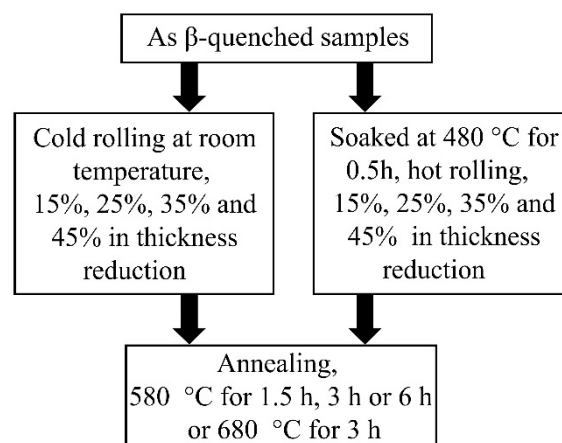 As β-quenched samples
Cold rolling at room
temperature,
15%, 25%, 35% and
45% in thickness
reduction
Soaked at 480 °C for
0.5h, hot rolling,
15%, 25%, 35% and
45% in thickness
reduction
Annealing,
580 °C for 1.5 h, 3 h or 6 h
or 680 °C for 3 h